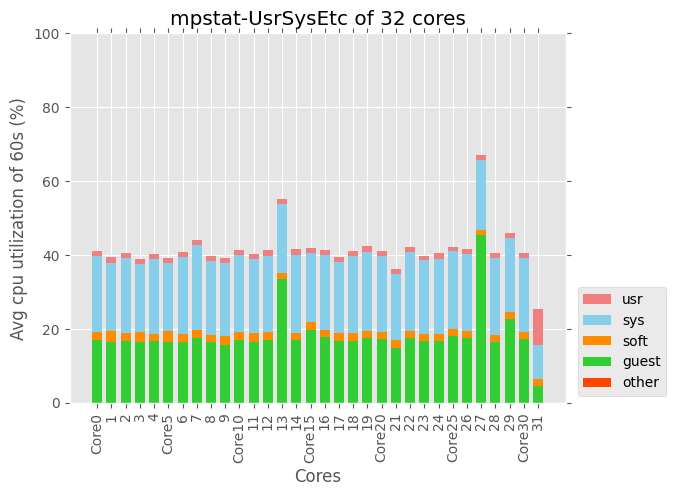 mpstat-UsrSysEtc of 32 cores
Avg cpu utilization of 60s (%)
100
80
60
40
20
0
Core0
1
2
3
4
Core5
6
7
8
9
Core10
11
12
13
14
Core15
16
17
18
19
Core20
21
22
23
24
Core25
26
27
28
29
Core30
31
Cores
usr
sys
soft
guest
other